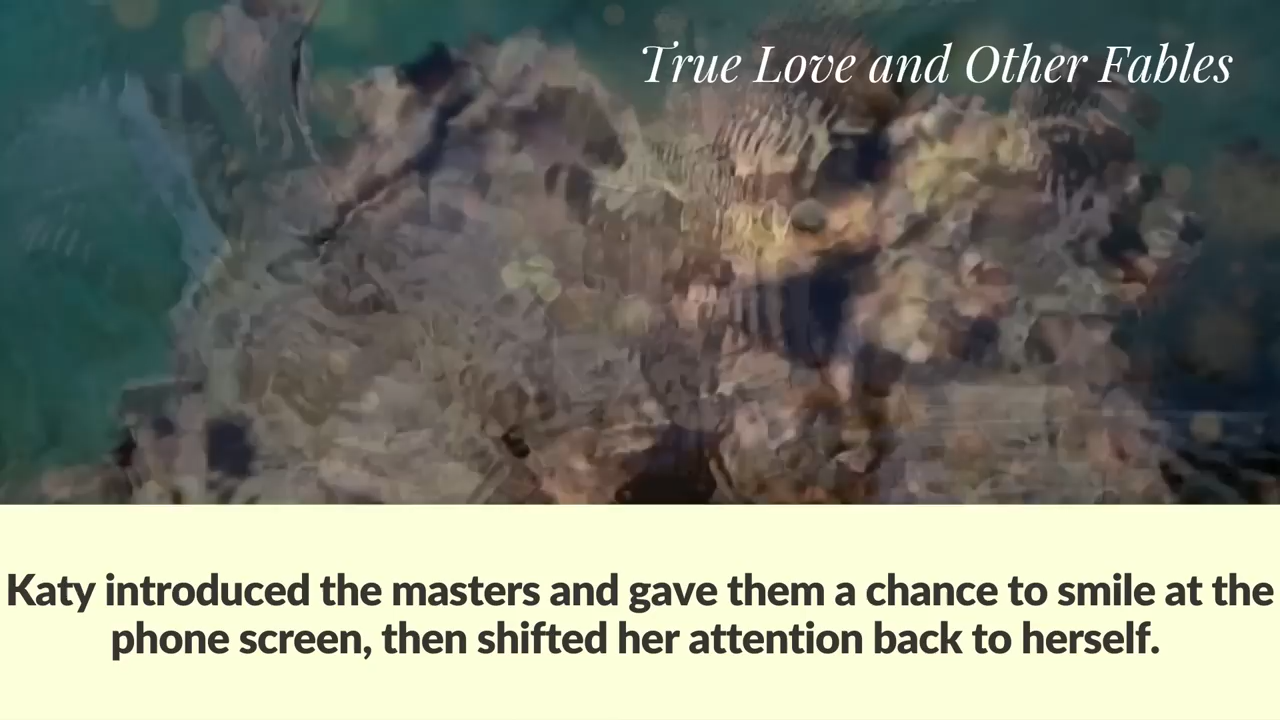 True Love and Other Fables
Katy introduced the masters and gave them a chance to smile at the
phone screen, then shifted her attention back to herself.